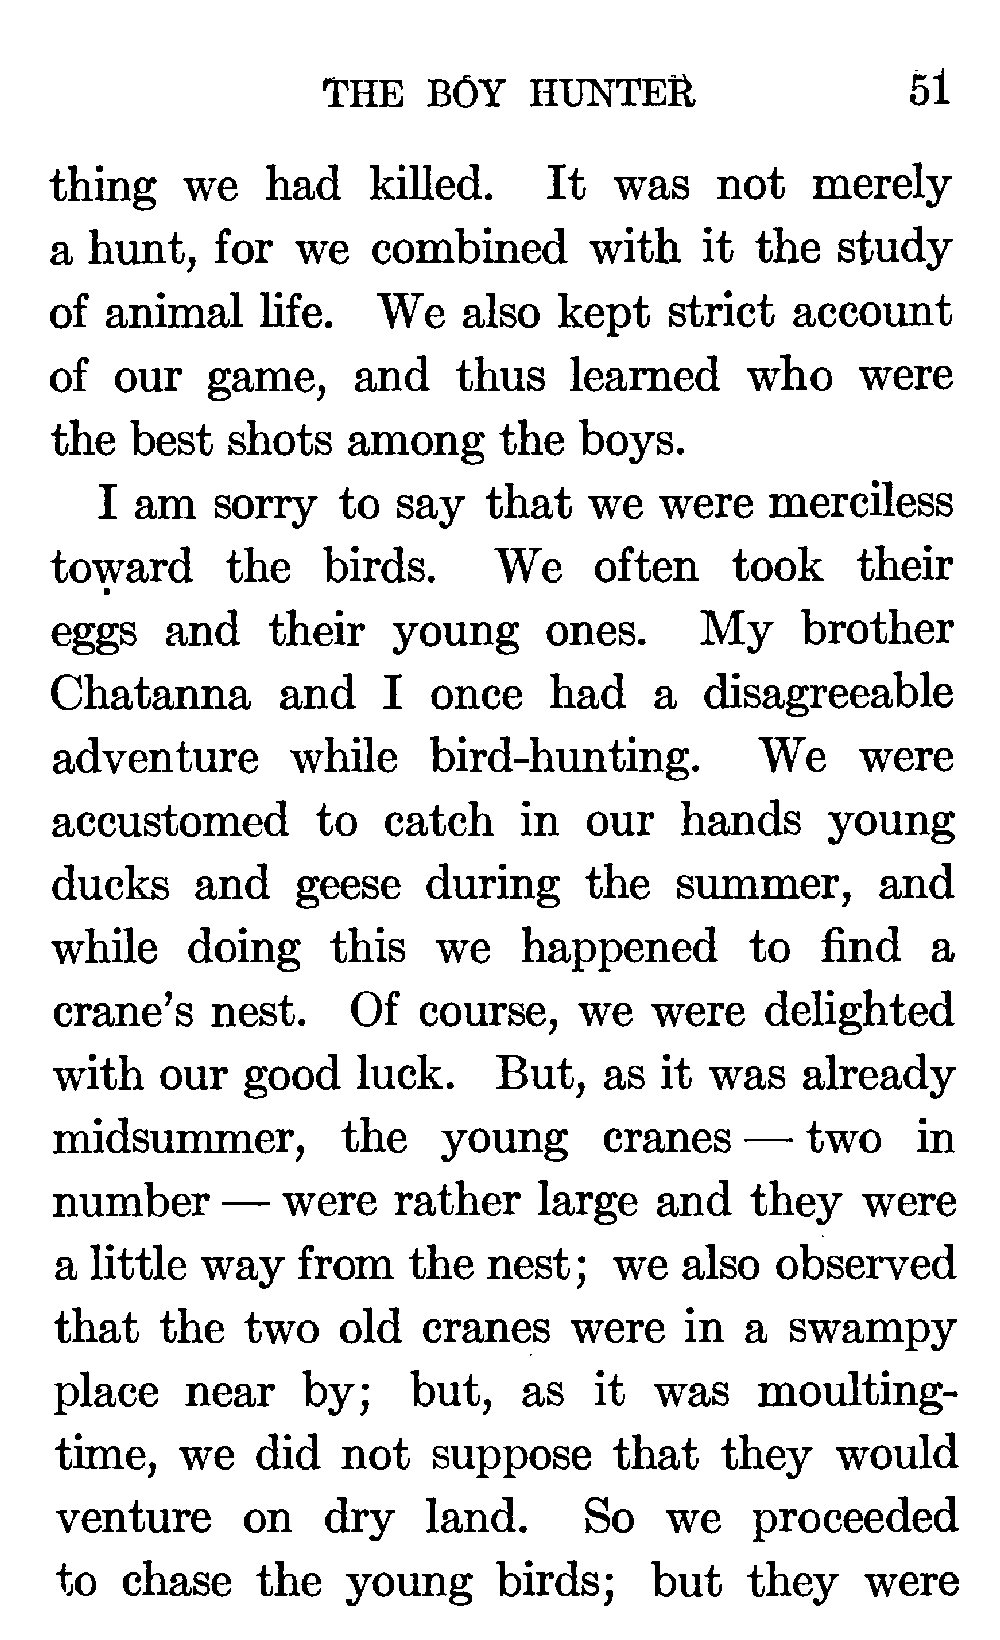 THE BOY HUNTER 51
thing we had killed. It was not merely
a hunt, for we combined with it the study
of animal life. We also kept strict account
of our game, and thus learned who were
the best shots among the boys.
I am sorry to say that we were merciless
toward the birds. We often took their
eggs and their young ones. My brother
Chatanna and I once had a disagreeable
adventure while bird-hunting. We were
accustomed to catch in our hands young
ducks and geese during the summer, and
while doing this we happened to find a
crane's nest. Of course, we were delighted
with our good luck. But, as it was already
midsummer, the young cranes — two in
number — were rather large and they were
a little way from the nest; we also observed
that the two old cranes were in a swampy
place near by; but, as it was moulting-
time, we did not suppose that they would
venture on dry land. So we proceeded
to chase the young birds; but they were